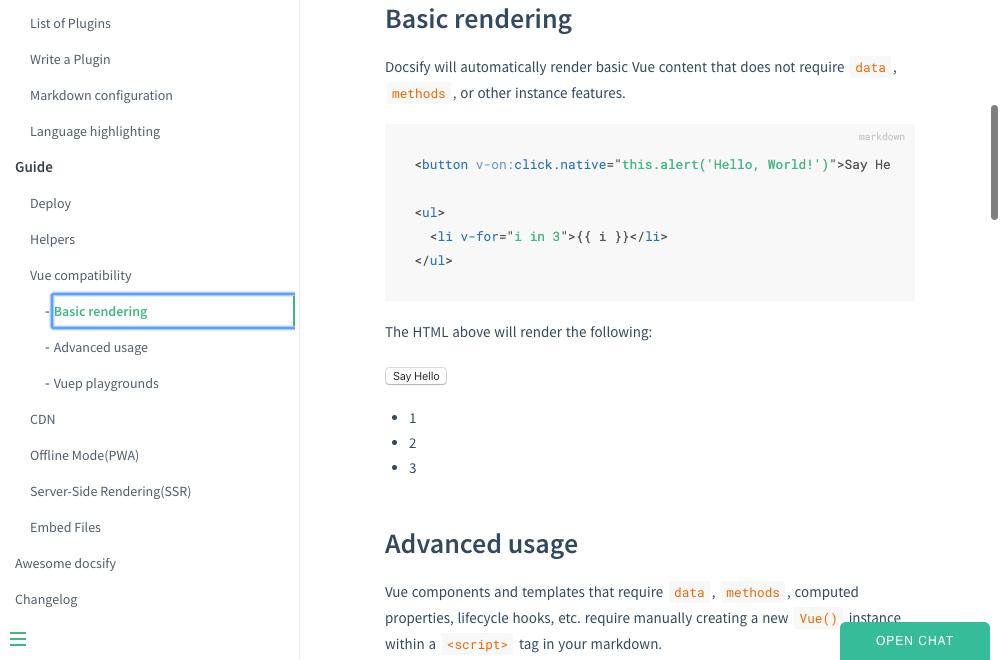 List of Plugins
Write a Plugin
Markdown configuration
Language highlighting
Guide
Deploy
Helpers
Vue compatibility
- Basic rendering
- Advanced usage
- Vuep playgrounds
CDN
Offline Mode(PWA)
Server-Side Rendering(SSR)
Embed Files
Awesome docsify
Changelog
Basic rendering
Docsify will automatically render basic Vue content that does not require data ,
methods , or other instance features.
markdown
<button v-on:click.native="this.alert('Hello, World!')">Say He
<ul>
<li v-for="i in 3">{{ i }}</li>
</ul>
The HTML above will render the following:
Say Hello
• 1
• 2
• 3
Advanced usage
Vue components and templates that require data , methods , computed
properties, lifecycle hooks, etc. require manually creating a new Vue() instance
within a <script> tag in your markdown.
OPEN CHAT